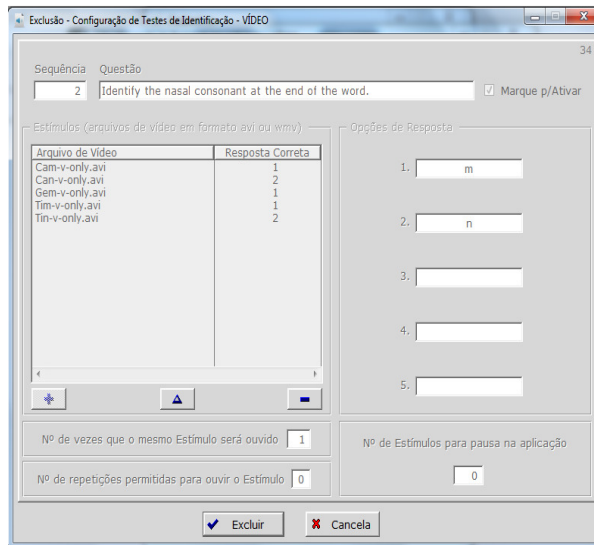 Exclusão - Configuração de Testes de Identificação - VÍDEO
34
Sequência Questão
2 Identify the nasal consonant at the end of the word. Marque p/Ativar
Estímulos (arquivos de vídeo em formato avi ou wmv)
Arquivo de Vídeo Resposta Correta
Cam-v-only.avi 1
Can-v-only.avi 2
Gem-v-only.avi 1
Tim-v-only.avi 1
Tin-v-only.avi 2
Opções de Resposta
1. m
2. n
3.
4.
5.
Nº de vezes que o mesmo Estímulo será ouvido 1
Nº de repetições permitidas para ouvir o Estímulo 0
Nº de Estímulos para pausa na aplicação
0
Excluir Cancela